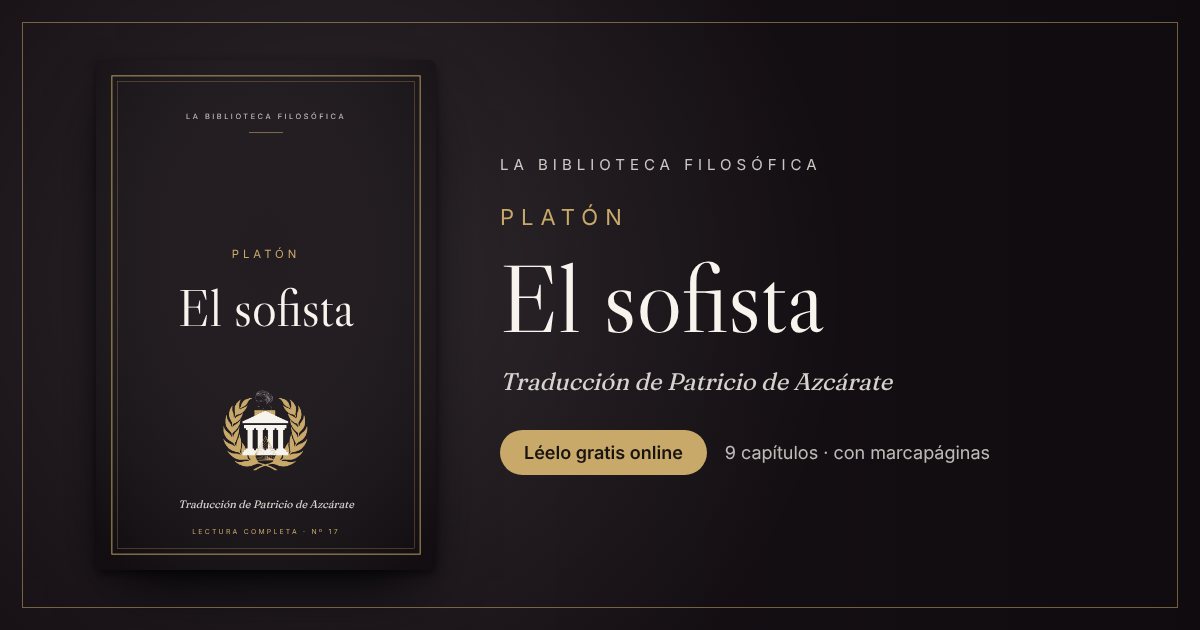 LA BIBLIOTECA FILOSÓFICA
PLATÓN
El sofista
Traducción de Patricio de Azcárate
LECTURA COMPLETA · Nº 17
LA BIBLIOTECA FILOSÓFICA
PLATÓN
El sofista
Traducción de Patricio de Azcárate
Léelo gratis online
9 capítulos · con marcapáginas